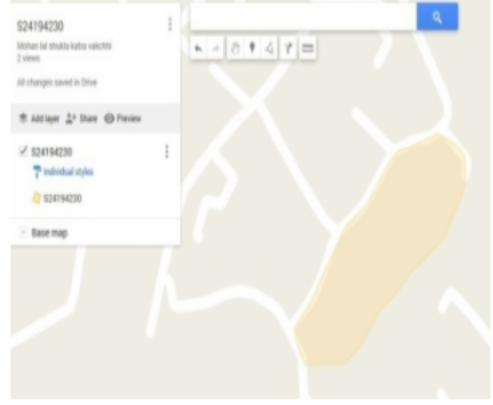 S24194230
Mohan lal shukla katra vakchhi
2 views
All changes saved in Drive
Add layer Share Preview
S24194230
Individual styles
S24194230
Base map